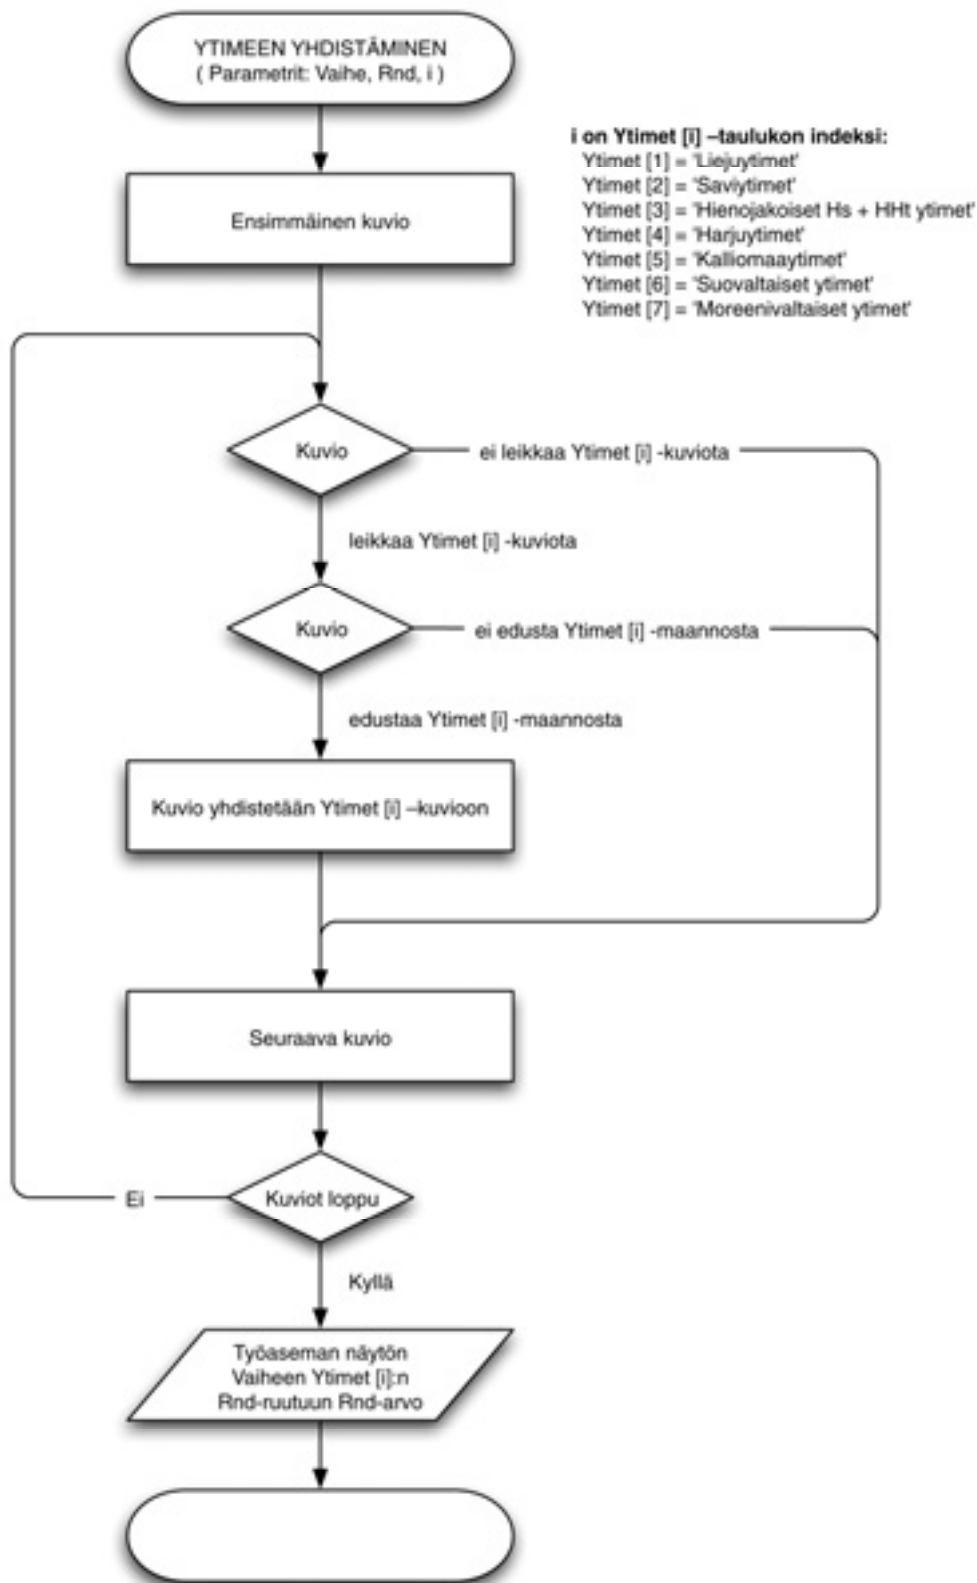 YTIMEEN YHDISTÄMINEN
( Parametrit: Vaihe, Rnd, i )
i on Ytimet [i] –taulukon indeksi:
Ytimet [1] = 'Liejuytimet'
Ytimet [2] = 'Saviytimet'
Ytimet [3] = 'Hienojakoiset Hs + HHt ytimet'
Ytimet [4] = 'Harjuytimet'
Ytimet [5] = 'Kalliomaaytimet'
Ytimet [6] = 'Suovaltaiset ytimet'
Ytimet [7] = 'Moreenivaltaiset ytimet'
Ensimmäinen kuvio
Kuvio
ei leikkaa Ytimet [i] -kuviota
leikkaa Ytimet [i] -kuviota
Kuvio
ei edusta Ytimet [i] -maannosta
edustaa Ytimet [i] -maannosta
Kuvio yhdistetään Ytimet [i] –kuvioon
Seuraava kuvio
Kuviot loppu
Ei
Kyllä
Työaseman näytön
Vaiheen Ytimet [i]:n
Rnd-ruutuun Rnd-arvo